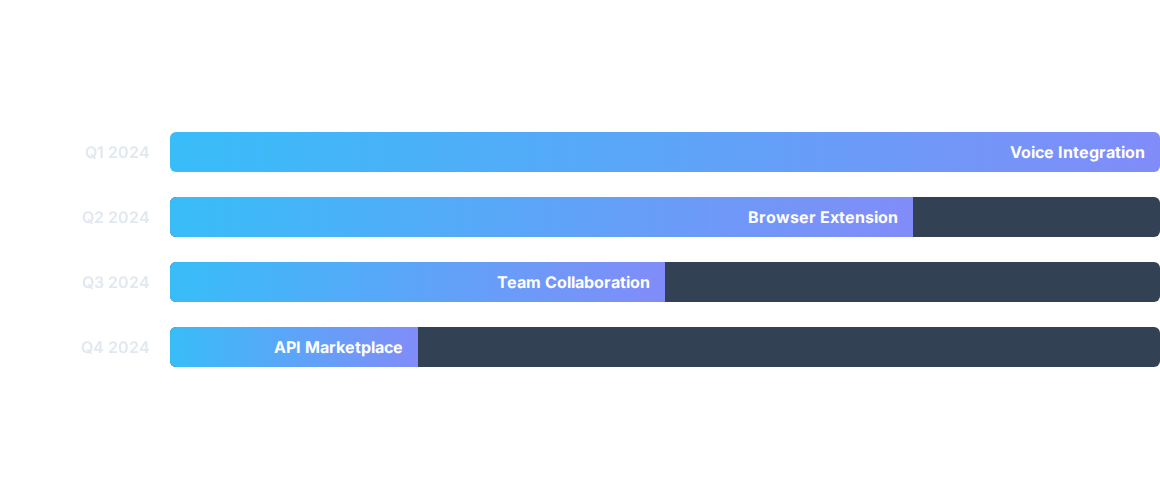 Q1 2024 Voice Integration
Q2 2024 Browser Extension
Q3 2024 Team Collaboration
Q4 2024 API Marketplace